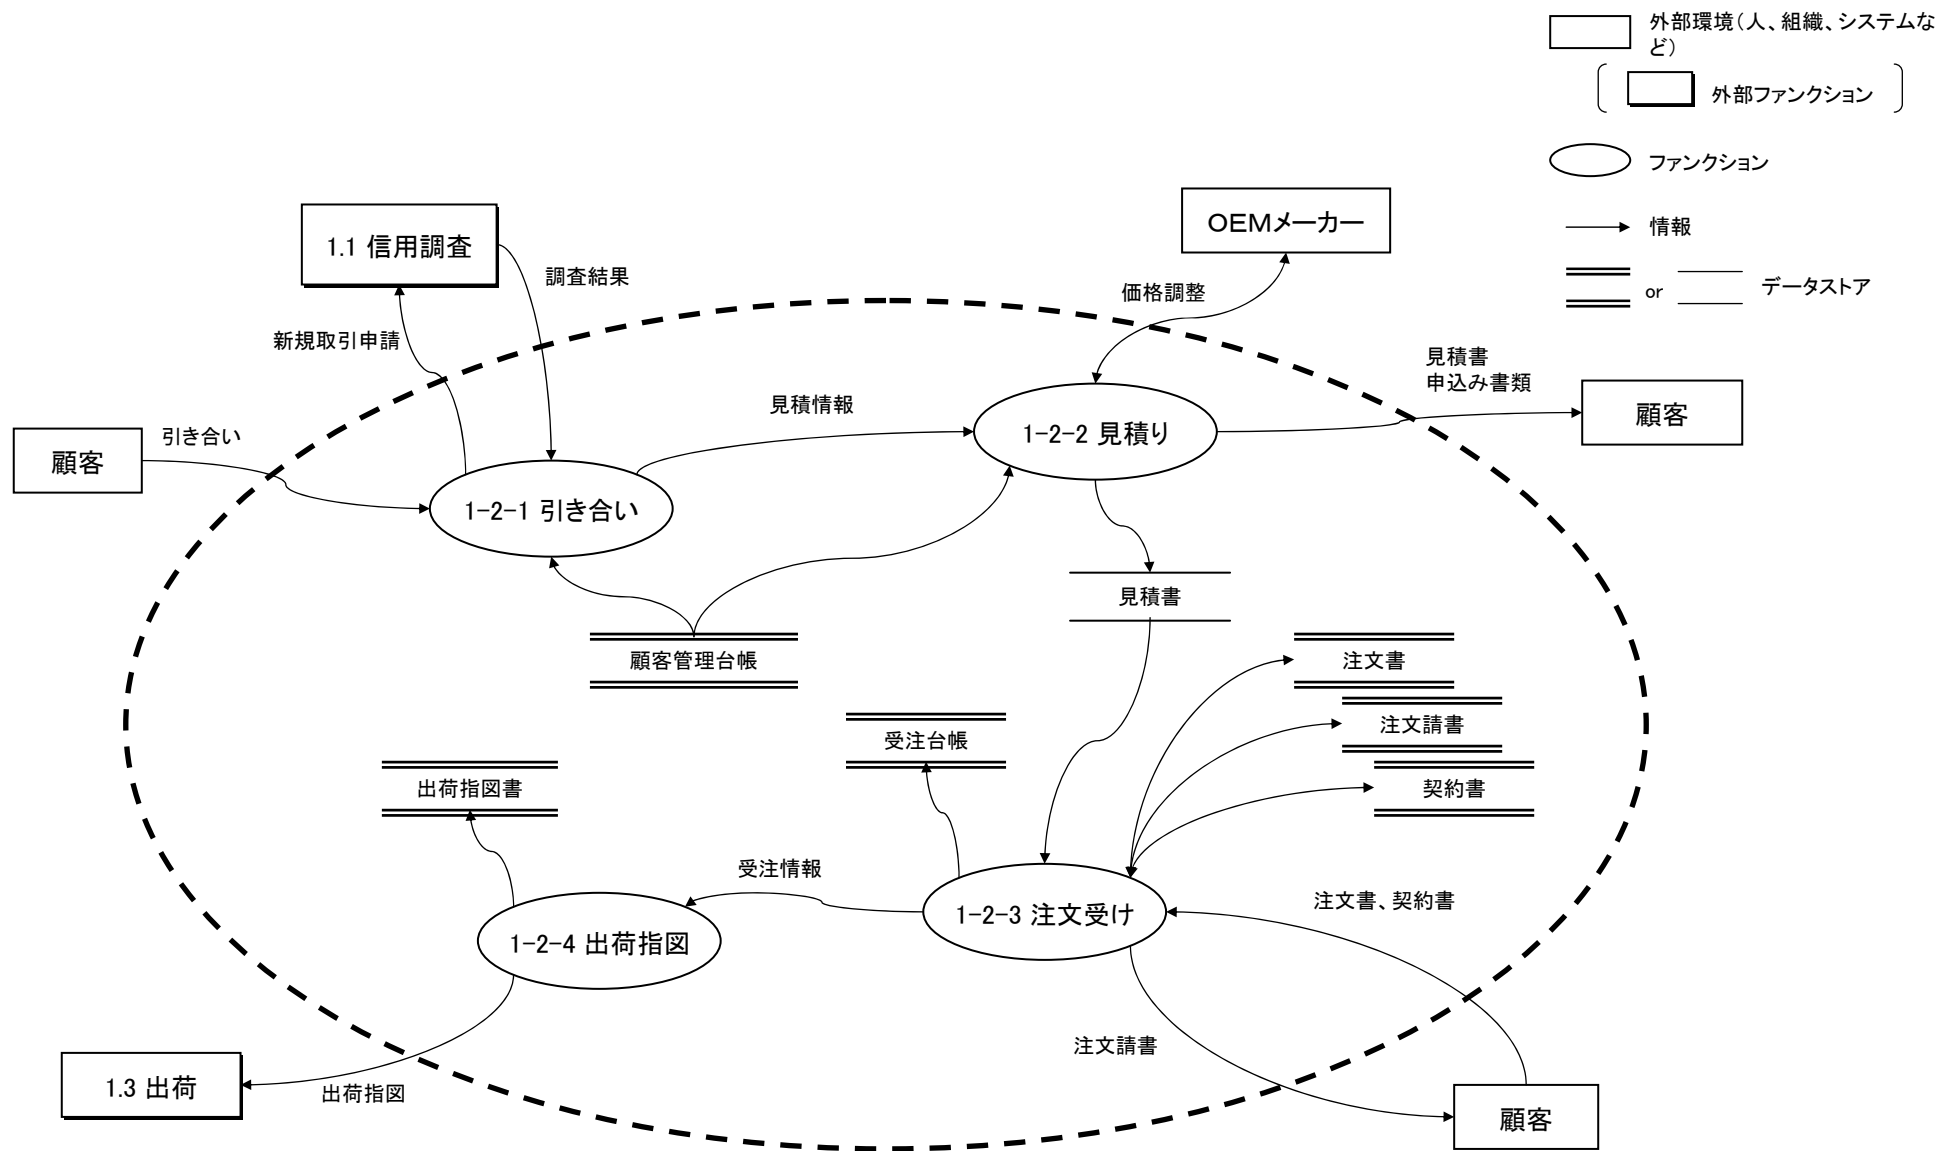 外部環境（人、組織、システムな
ど）
外部ファンクション
ファンクション
情報
or
データストア
1.1 信用調査
OEMメーカー
調査結果
価格調整
新規取引申請
見積書
申込み書類
顧客
見積情報
引き合い
顧客
1-2-2 見積り
1-2-1 引き合い
見積書
顧客管理台帳
注文書
注文請書
受注台帳
契約書
出荷指図書
受注情報
注文書、契約書
1-2-3 注文受け
1-2-4 出荷指図
注文請書
1.3 出荷
出荷指図
顧客